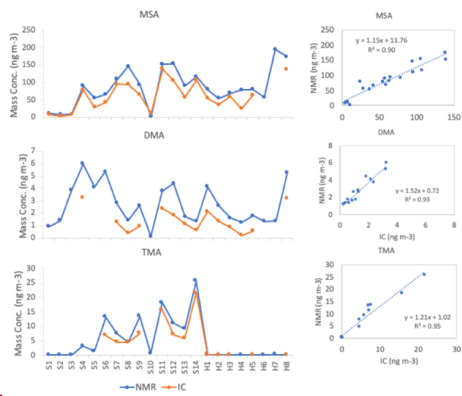 MSA
Mass Conc. (ng m-3)
250
200
150
100
50
0
DMA
Mass Conc. (ng m-3)
7
6
5
4
3
2
1
0
TMA
Mass Conc. (ng m-3)
30
25
20
15
10
5
0
S1 S2 S3 S4 S5 S6 S7 S8 S9 S10 S11 S12 S13 S14 H1 H2 H3 H4 H5 H6 H7 H8
NMR IC
MSA
NMR (ng m-3)
250
200
150
100
50
0
y = 1.15x + 11.76
R² = 0.90
0 50 100 150
DMA
NMR (ng m-3)
8
6
4
2
0
y = 1.52x + 0.72
R² = 0.93
0 2 4 6 8
IC (ng m-3)
TMA
NMR (ng m-3)
30
25
20
15
10
5
0
y = 1.21x + 1.02
R² = 0.95
0 10 20 30
IC (ng m-3)